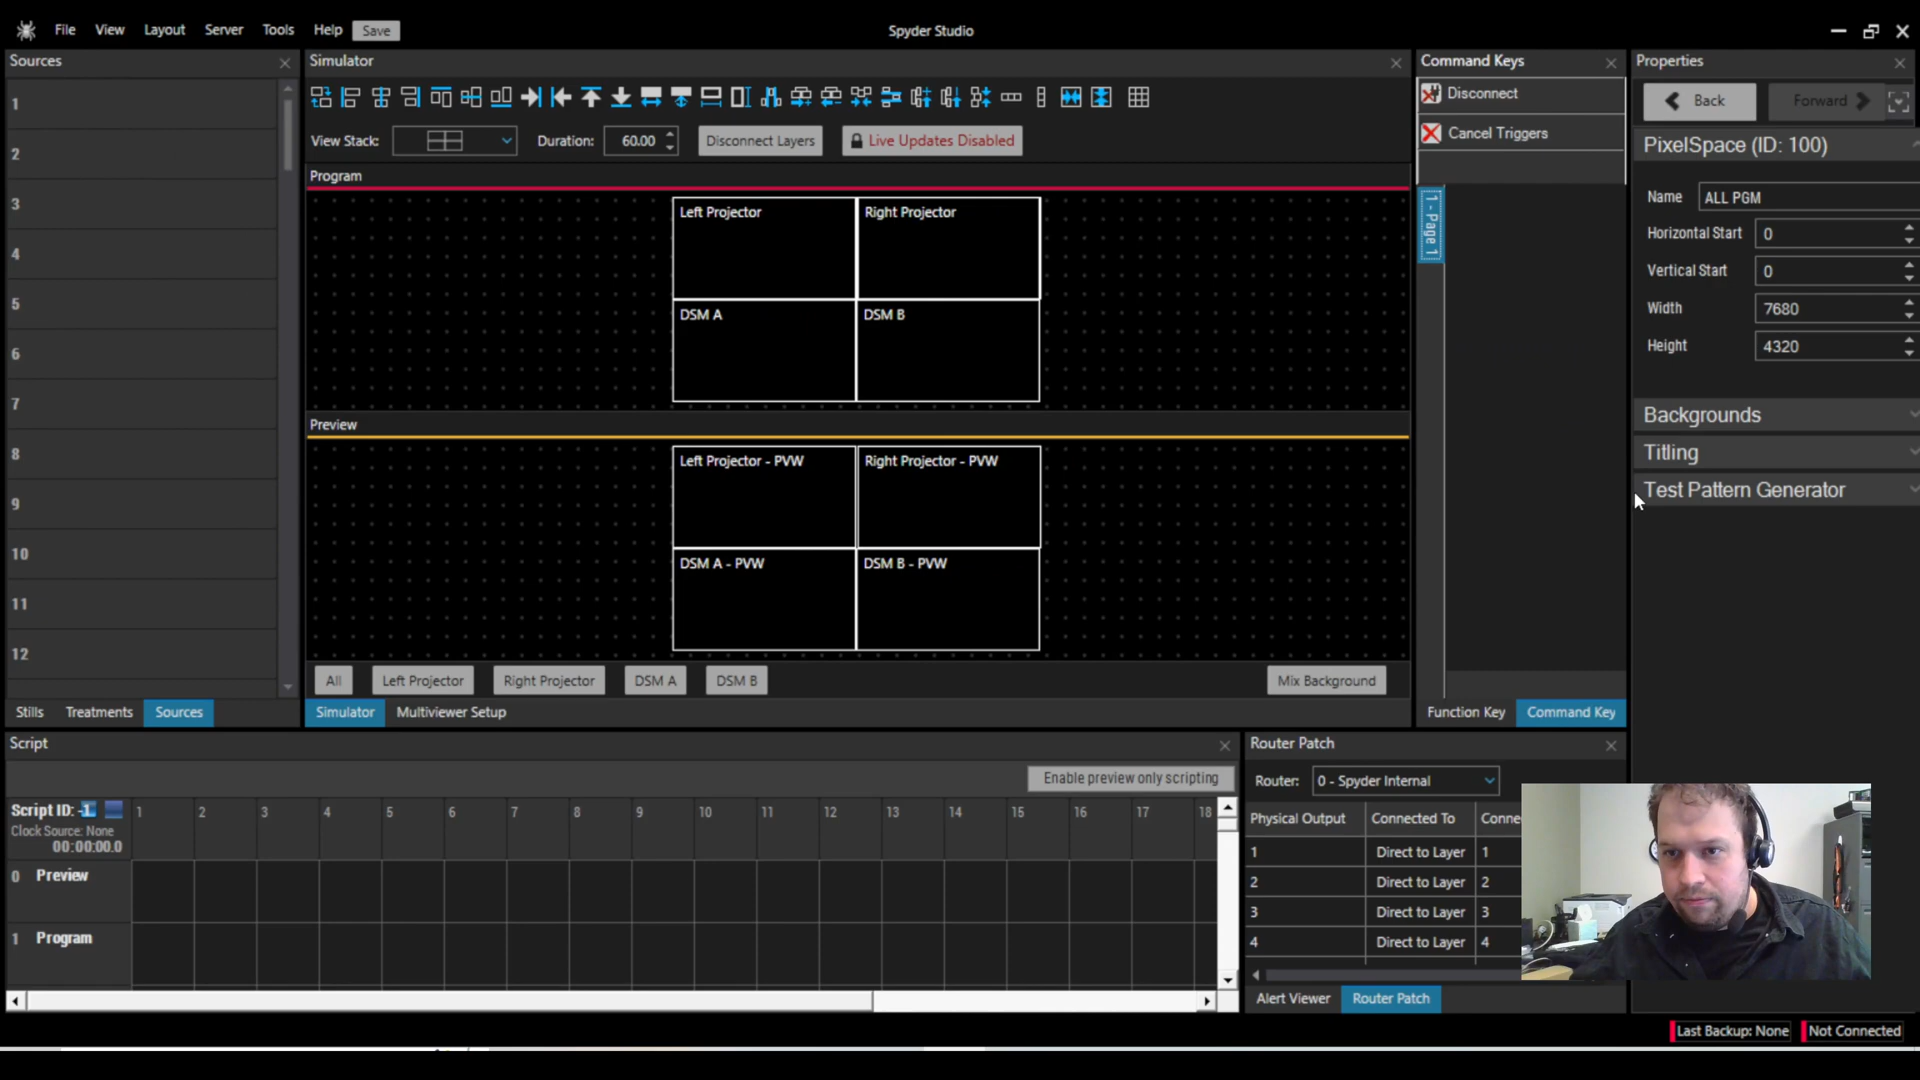 File View Layout Server Tools Help Save
Spyder Studio
Sources
1
2
3
4
5
6
7
8
9
10
11
12
Stills Treatments Sources
Simulator
View Stack:
Duration: 60.00
Disconnect Layers
Live Updates Disabled
Program
Left Projector
Right Projector
DSM A
DSM B
Preview
Left Projector - PVW
Right Projector - PVW
DSM A - PVW
DSM B - PVW
All Left Projector Right Projector DSM A DSM B Mix Background
Simulator Multiviewer Setup
Command Keys
Disconnect
Cancel Triggers
1 - Page 1
Function Key Command Key
Properties
Back Forward
PixelSpace (ID: 100)
Name ALL PGM
Horizontal Start 0
Vertical Start 0
Width 7680
Height 4320
Backgrounds
Titling
Test Pattern Generator
Script
Enable preview only scripting
Script ID: -1
Clock Source: None
00:00:00.0
1 2 3 4 5 6 7 8 9 10 11 12 13 14 15 16 17 18
0 Preview
1 Program
Router Patch
Router: 0 - Spyder Internal
Physical Output Connected To Conne
1 Direct to Layer 1
2 Direct to Layer 2
3 Direct to Layer 3
4 Direct to Layer 4
Alert Viewer Router Patch
Last Backup: None Not Connected